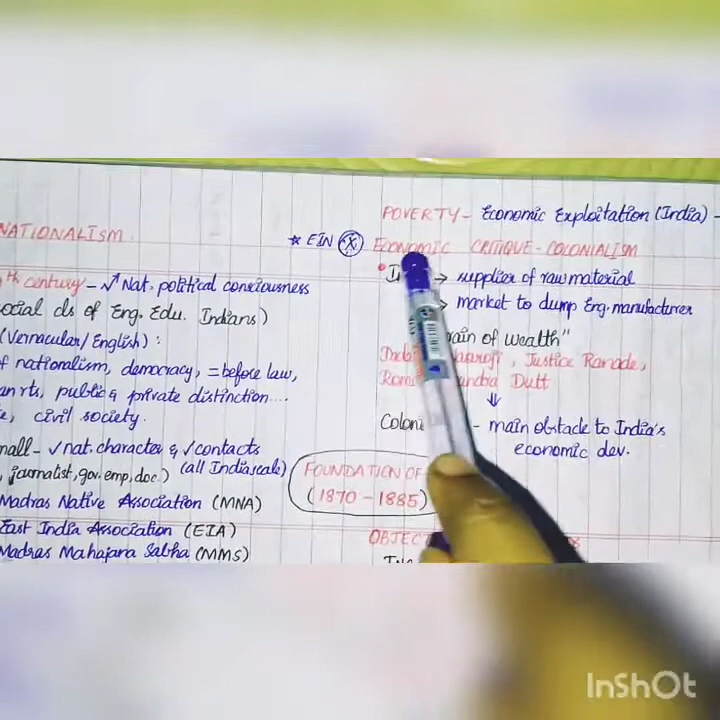 NATIONALISM.
th century - Nat. political consciousness
ocial cls of Eng. Edu. Indians)
(Vernacular/English) :
f nationalism, democracy, = before law,
public & private distinction....
civil society.
mall - ✓nat. character & ✓contacts
, journalist, gov. emp, doc.) (all India scale)
Madras Native Association (MNA)
East India Association (EIA)
Madras Mahajana Sabha (MMS)
POVERTY - Economic Exploitation (India) -
* EIN (X) ECONOMIC CRITIQUE - COLONIALISM
→ supplier of raw material
→ market to dump Eng. manufacturer
rain of wealth"
Justice Ranade,
Dutt
Coloni - main obstacle to India's
economic dev.
FOUNDATION OF
(1870 - 1885)
OBJECT
InShOt